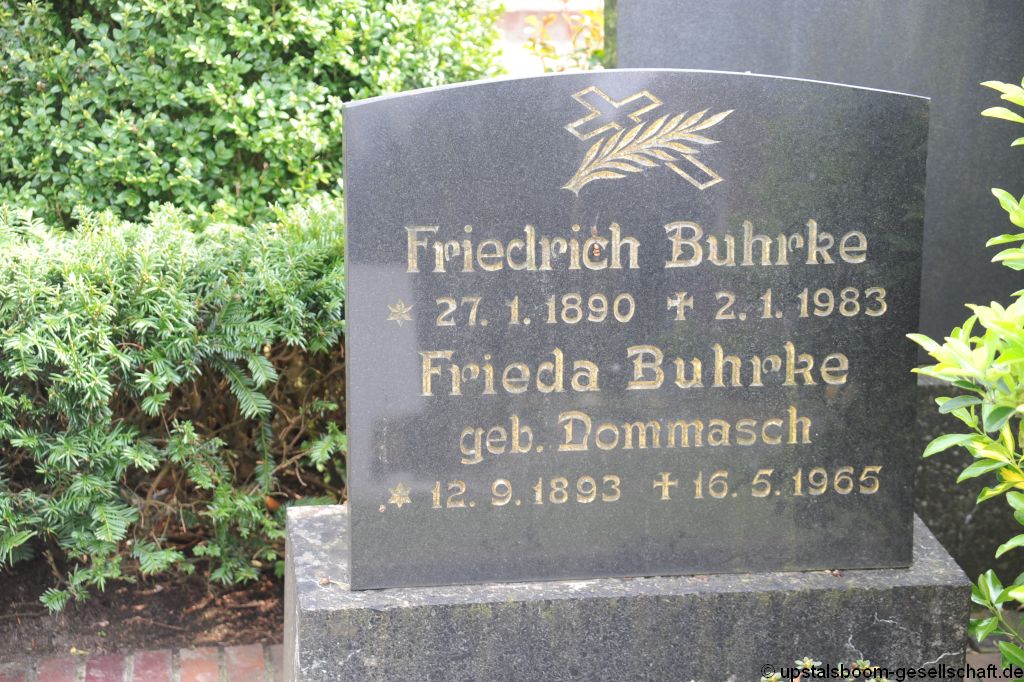 Friedrich Buhrke
* 27. 1. 1890 ✝ 2. 1. 1983
Frieda Buhrke
geb. Dommasch
* 12. 9. 1893 ✝ 16. 5. 1965
© upstalsboom-gesellschaft.de